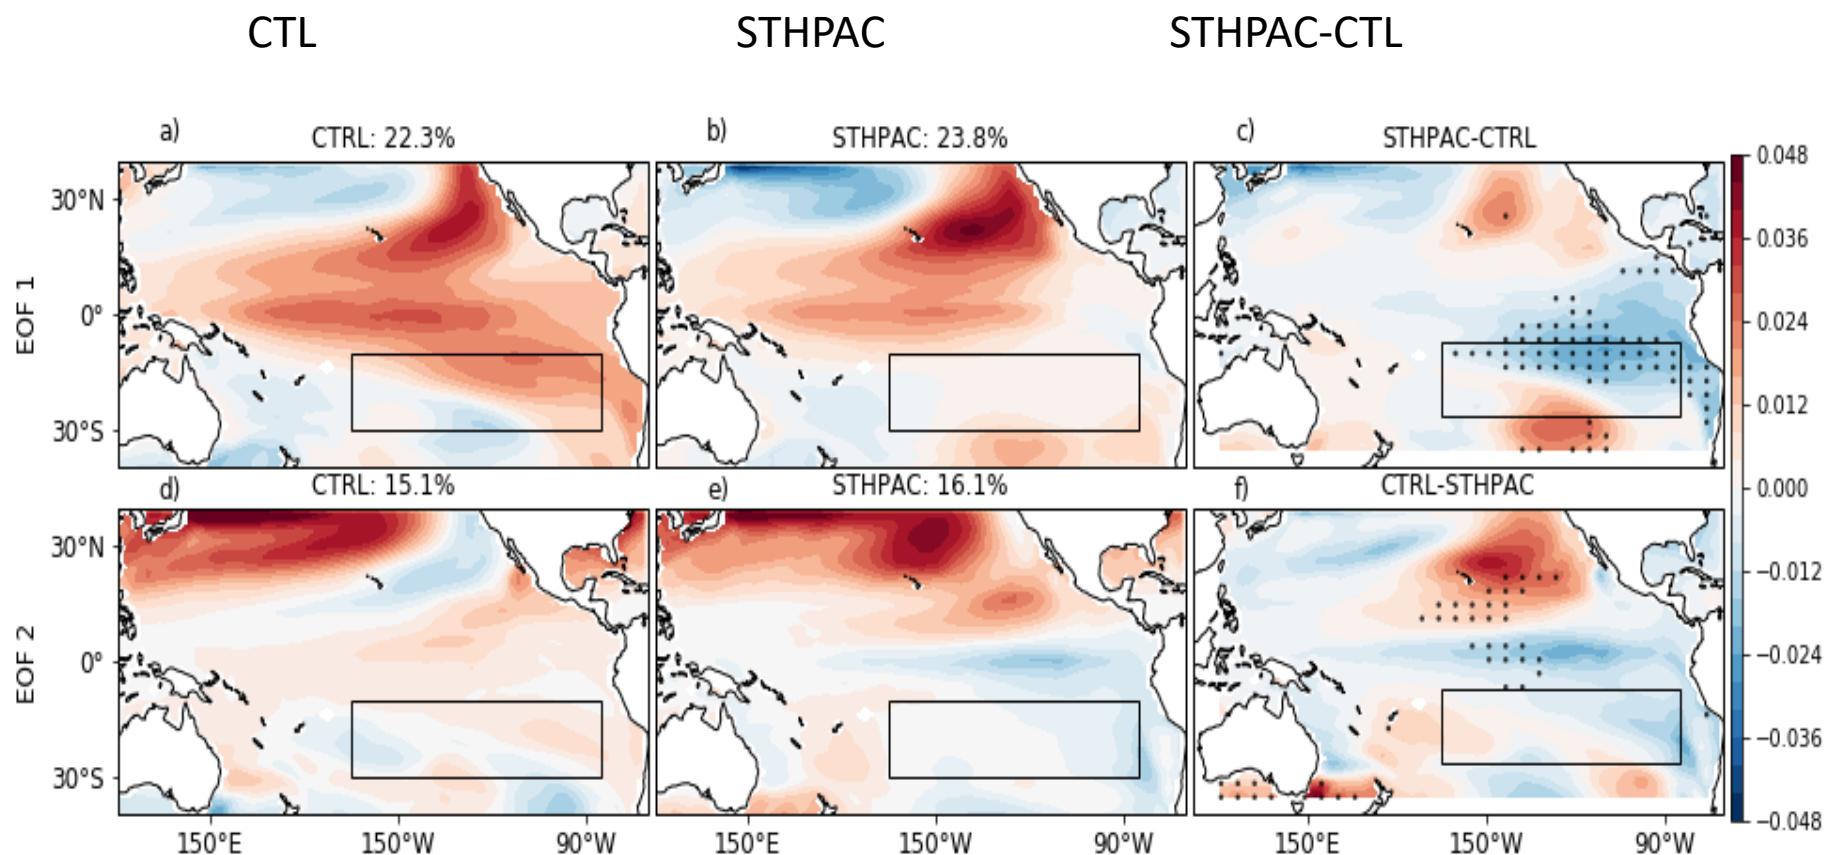 CTL STHPAC STHPAC-CTL
a) CTRL: 22.3% b) STHPAC: 23.8% c) STHPAC-CTRL
EOF 1
30°N
0°
30°S
d) CTRL: 15.1% e) STHPAC: 16.1% f) CTRL-STHPAC
EOF 2
30°N
0°
30°S
150°E 150°W 90°W 150°E 150°W 90°W 150°E 150°W 90°W
0.048
0.036
0.024
0.012
0.000
−0.012
−0.024
−0.036
−0.048